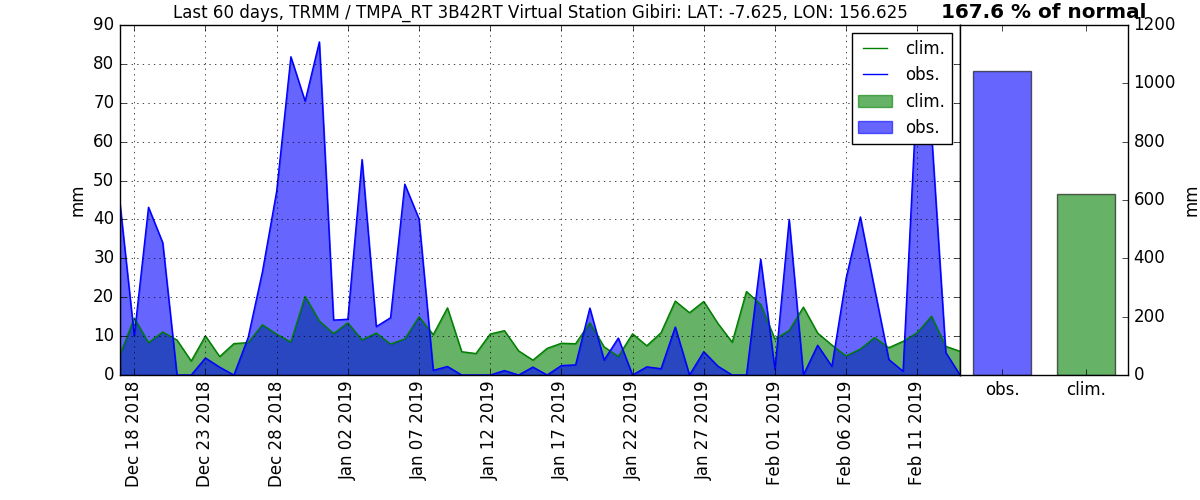 Last 60 days, TRMM / TMPA_RT 3B42RT Virtual Station Gibiri: LAT: -7.625, LON: 156.625
167.6 % of normal
90
80
70
60
50
40
30
20
10
0
mm
clim.
obs.
clim.
obs.
1200
1000
800
600
400
200
0
mm
Dec 18 2018
Dec 23 2018
Dec 28 2018
Jan 02 2019
Jan 07 2019
Jan 12 2019
Jan 17 2019
Jan 22 2019
Jan 27 2019
Feb 01 2019
Feb 06 2019
Feb 11 2019
obs.
clim.